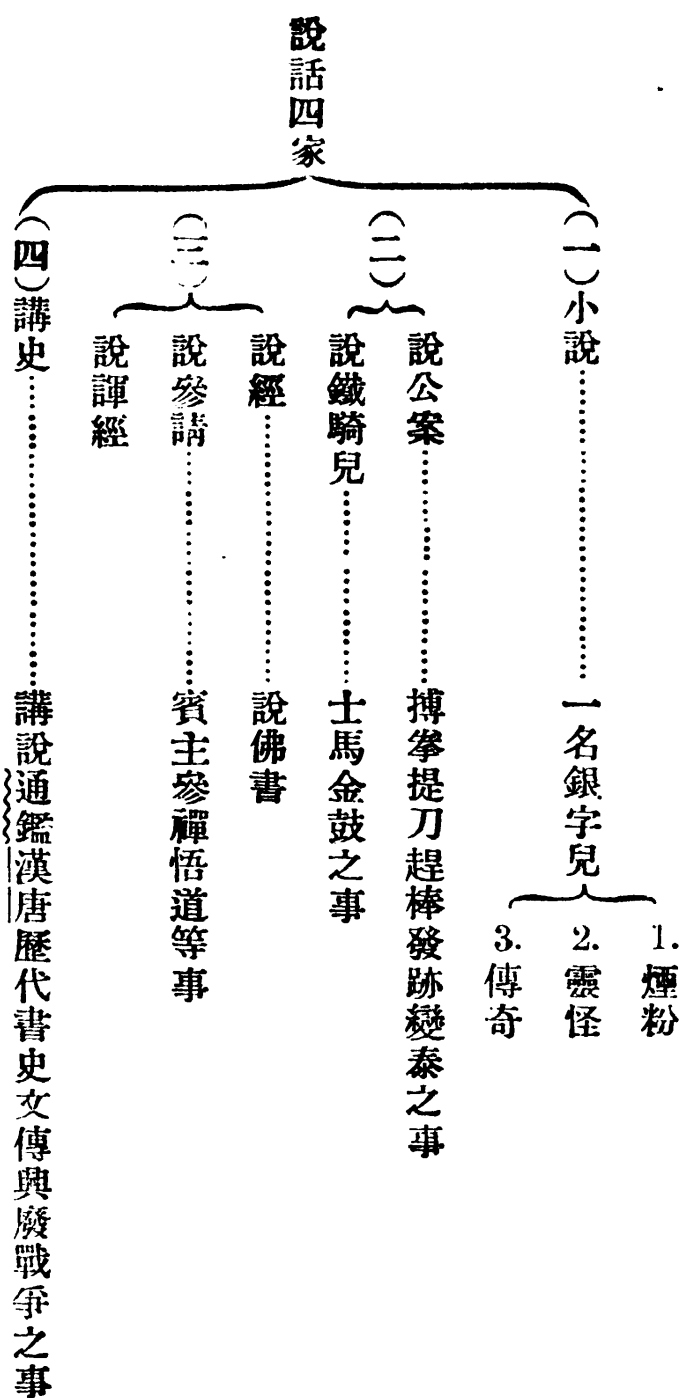 說話四家
（一）小說……一名銀字兒
1.煙粉
2.靈怪
3.傳奇
（二）
說公案……搏拳提刀趕棒發跡變泰之事
說鐵騎兒……士馬金鼓之事
（三）
說經……說佛書
說參請……賓主參禪悟道等事
說諢經
（四）講史……講說通鑑漢唐歷代書史文傳興廢戰爭之事